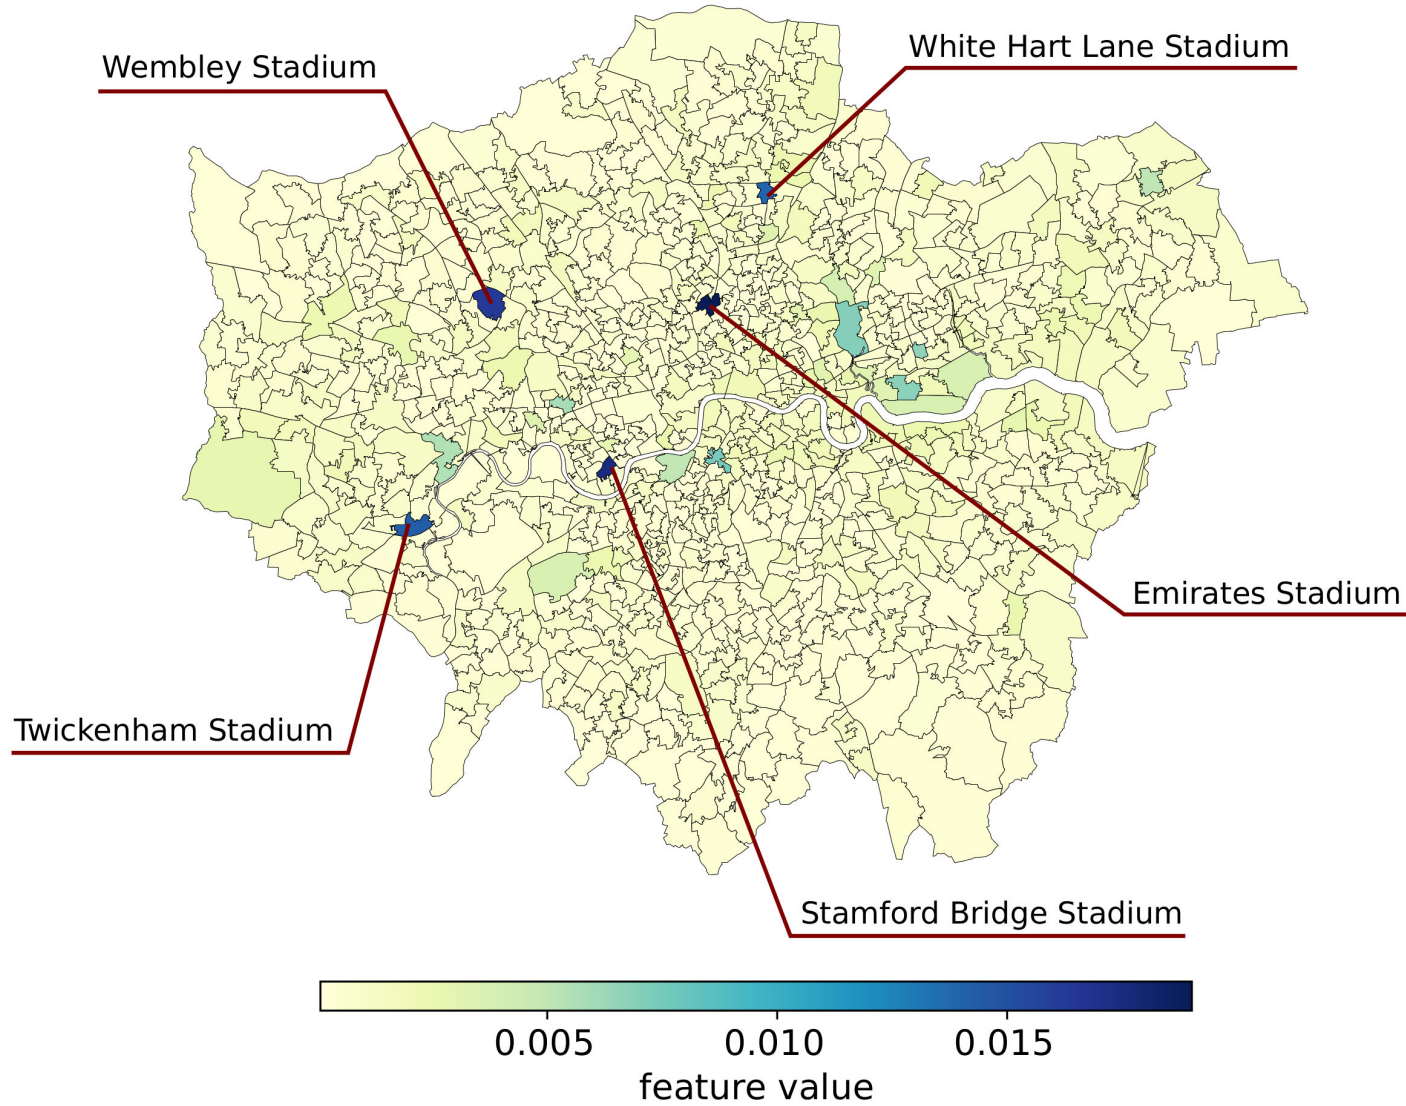 White Hart Lane Stadium
Wembley Stadium
Emirates Stadium
Twickenham Stadium
Stamford Bridge Stadium
0.005 0.010 0.015
feature value